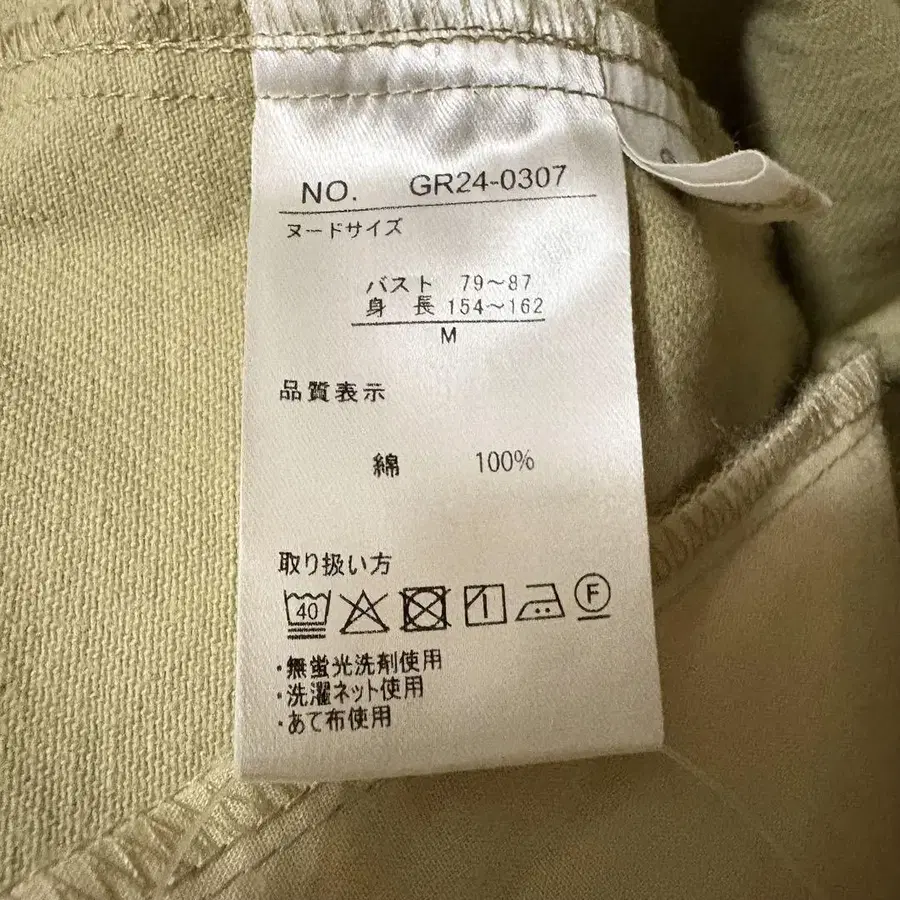 NO. GR24-0307
ヌードサイズ
バスト 79～87
身長 154～162
M
品質表示
綿 100%
取り扱い方
40 F
・無蛍光洗剤使用
・洗濯ネット使用
・あて布使用